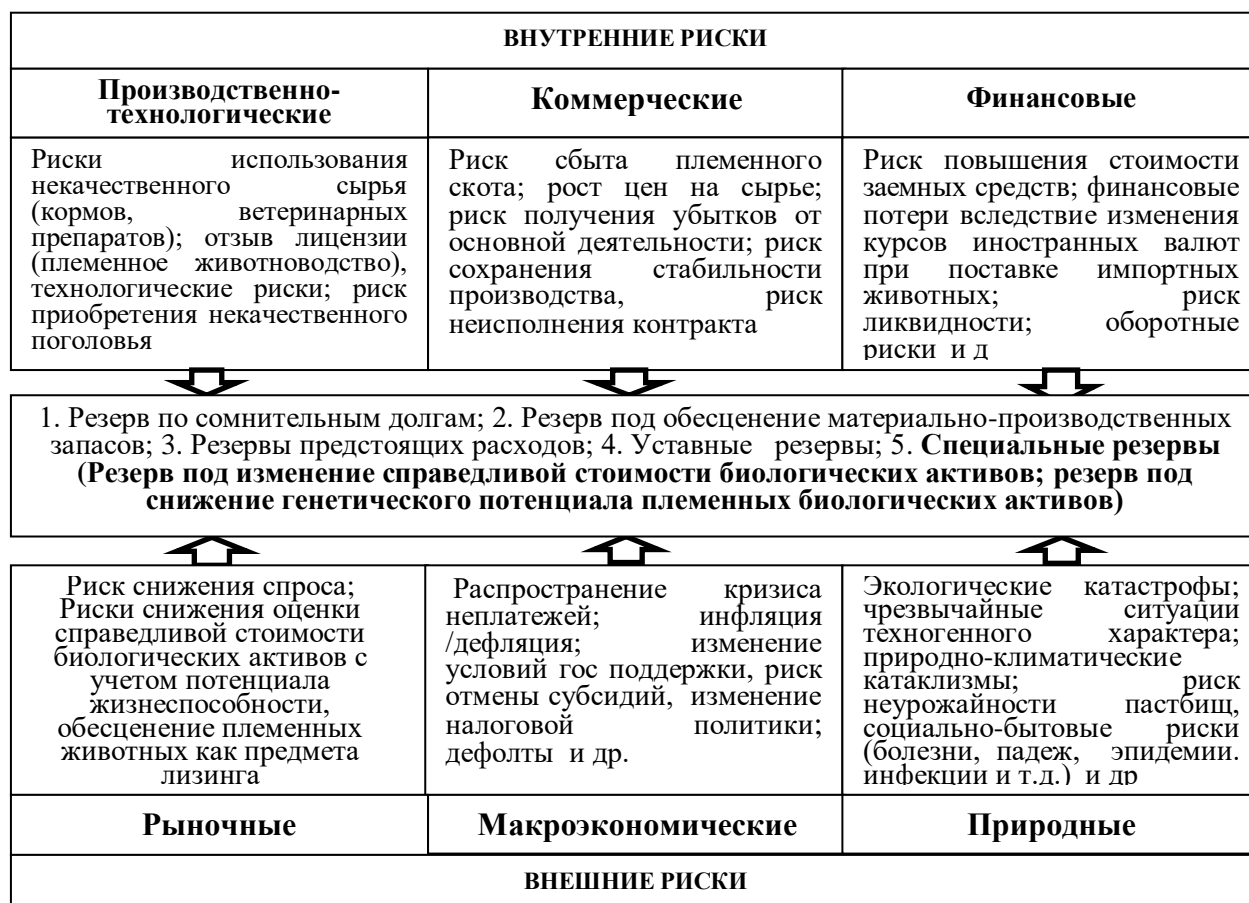 ВНУТРЕННИЕ РИСКИ
Производственно-
технологические
Риски использования
некачественного сырья
(кормов, ветеринарных
препаратов); отзыв лицензии
(племенное животноводство),
технологические риски; риск
приобретения некачественного
поголовья
Коммерческие
Риск сбыта племенного
скота; рост цен на сырье;
риск получения убытков от
основной деятельности; риск
сохранения стабильности
производства, риск
неисполнения контракта
Финансовые
Риск повышения стоимости
заемных средств; финансовые
потери вследствие изменения
курсов иностранных валют
при поставке импортных
животных; риск
ликвидности; оборотные
риски и д
1. Резерв по сомнительным долгам; 2. Резерв под обесценение материально-производственных
запасов; 3. Резервы предстоящих расходов; 4. Уставные резервы; 5. Специальные резервы
(Резерв под изменение справедливой стоимости биологических активов; резерв под
снижение генетического потенциала племенных биологических активов)
Риск снижения спроса;
Риски снижения оценки
справедливой стоимости
биологических активов с
учетом потенциала
жизнеспособности,
обесценение племенных
животных как предмета
лизинга
Рыночные
Распространение кризиса
неплатежей; инфляция
/дефляция; изменение
условий гос поддержки, риск
отмены субсидий, изменение
налоговой политики;
дефолты и др.
Макроэкономические
Экологические катастрофы;
чрезвычайные ситуации
техногенного характера;
природно-климатические
катаклизмы; риск
неурожайности пастбищ,
социально-бытовые риски
(болезни, падеж, эпидемии.
инфекции и т.д.) и др
Природные
ВНЕШНИЕ РИСКИ